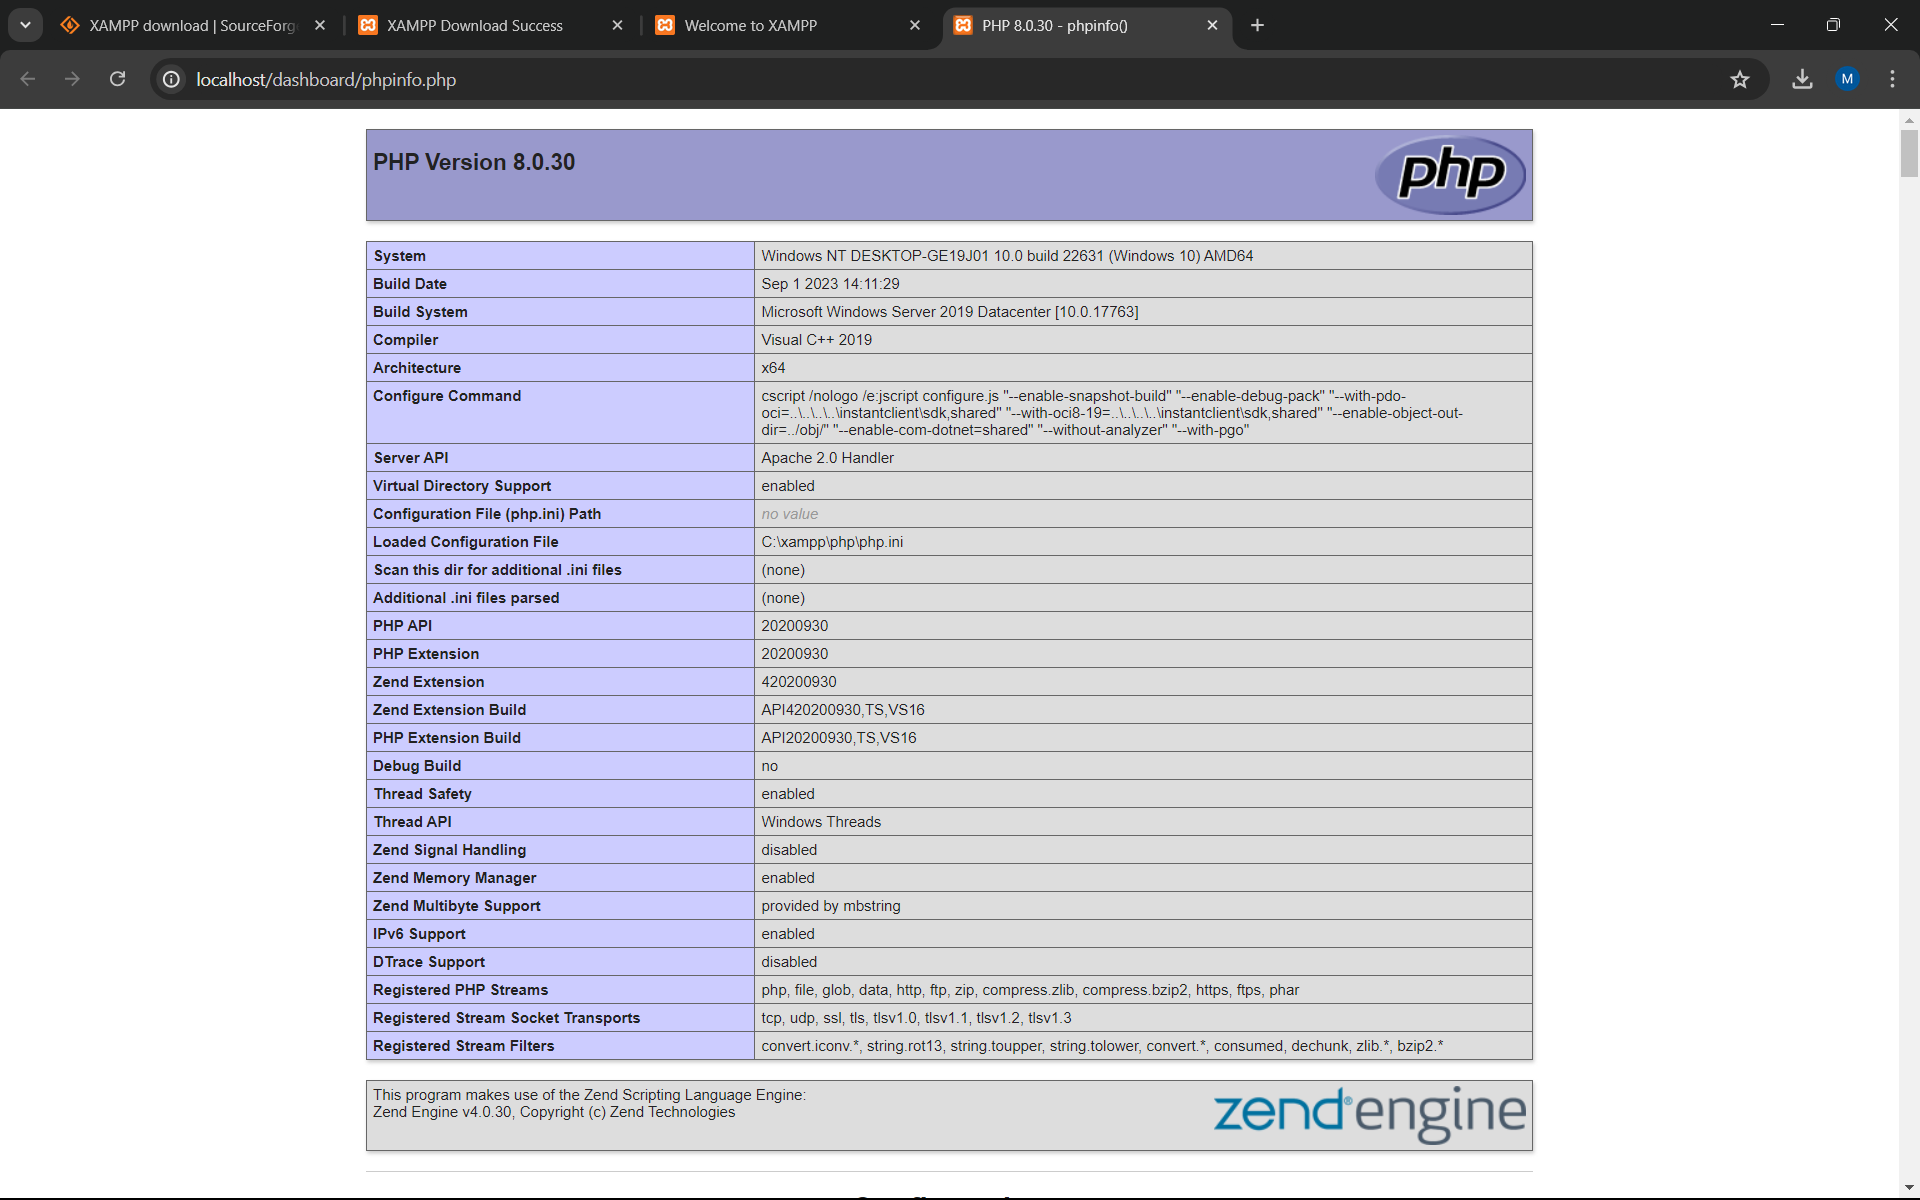 XAMPP download | SourceForg
XAMPP Download Success
Welcome to XAMPP
PHP 8.0.30 - phpinfo()
localhost/dashboard/phpinfo.php
M
PHP Version 8.0.30
php
System Windows NT DESKTOP-GE19J01 10.0 build 22631 (Windows 10) AMD64
Build Date Sep 1 2023 14:11:29
Build System Microsoft Windows Server 2019 Datacenter [10.0.17763]
Compiler Visual C++ 2019
Architecture x64
Configure Command cscript /nologo /e:jscript configure.js "--enable-snapshot-build" "--enable-debug-pack" "--with-pdo-
oci=..\..\..\..\instantclient\sdk,shared" "--with-oci8-19=..\..\..\..\instantclient\sdk,shared" "--enable-object-out-
dir=../obj/" "--enable-com-dotnet=shared" "--without-analyzer" "--with-pgo"
Server API Apache 2.0 Handler
Virtual Directory Support enabled
Configuration File (php.ini) Path no value
Loaded Configuration File C:\xampp\php\php.ini
Scan this dir for additional .ini files (none)
Additional .ini files parsed (none)
PHP API 20200930
PHP Extension 20200930
Zend Extension 420200930
Zend Extension Build API420200930,TS,VS16
PHP Extension Build API20200930,TS,VS16
Debug Build no
Thread Safety enabled
Thread API Windows Threads
Zend Signal Handling disabled
Zend Memory Manager enabled
Zend Multibyte Support provided by mbstring
IPv6 Support enabled
DTrace Support disabled
Registered PHP Streams php, file, glob, data, http, ftp, zip, compress.zlib, compress.bzip2, https, ftps, phar
Registered Stream Socket Transports tcp, udp, ssl, tls, tlsv1.0, tlsv1.1, tlsv1.2, tlsv1.3
Registered Stream Filters convert.iconv.*, string.rot13, string.toupper, string.tolower, convert.*, consumed, dechunk, zlib.*, bzip2.*
This program makes use of the Zend Scripting Language Engine:
Zend Engine v4.0.30, Copyright (c) Zend Technologies
zend®engine